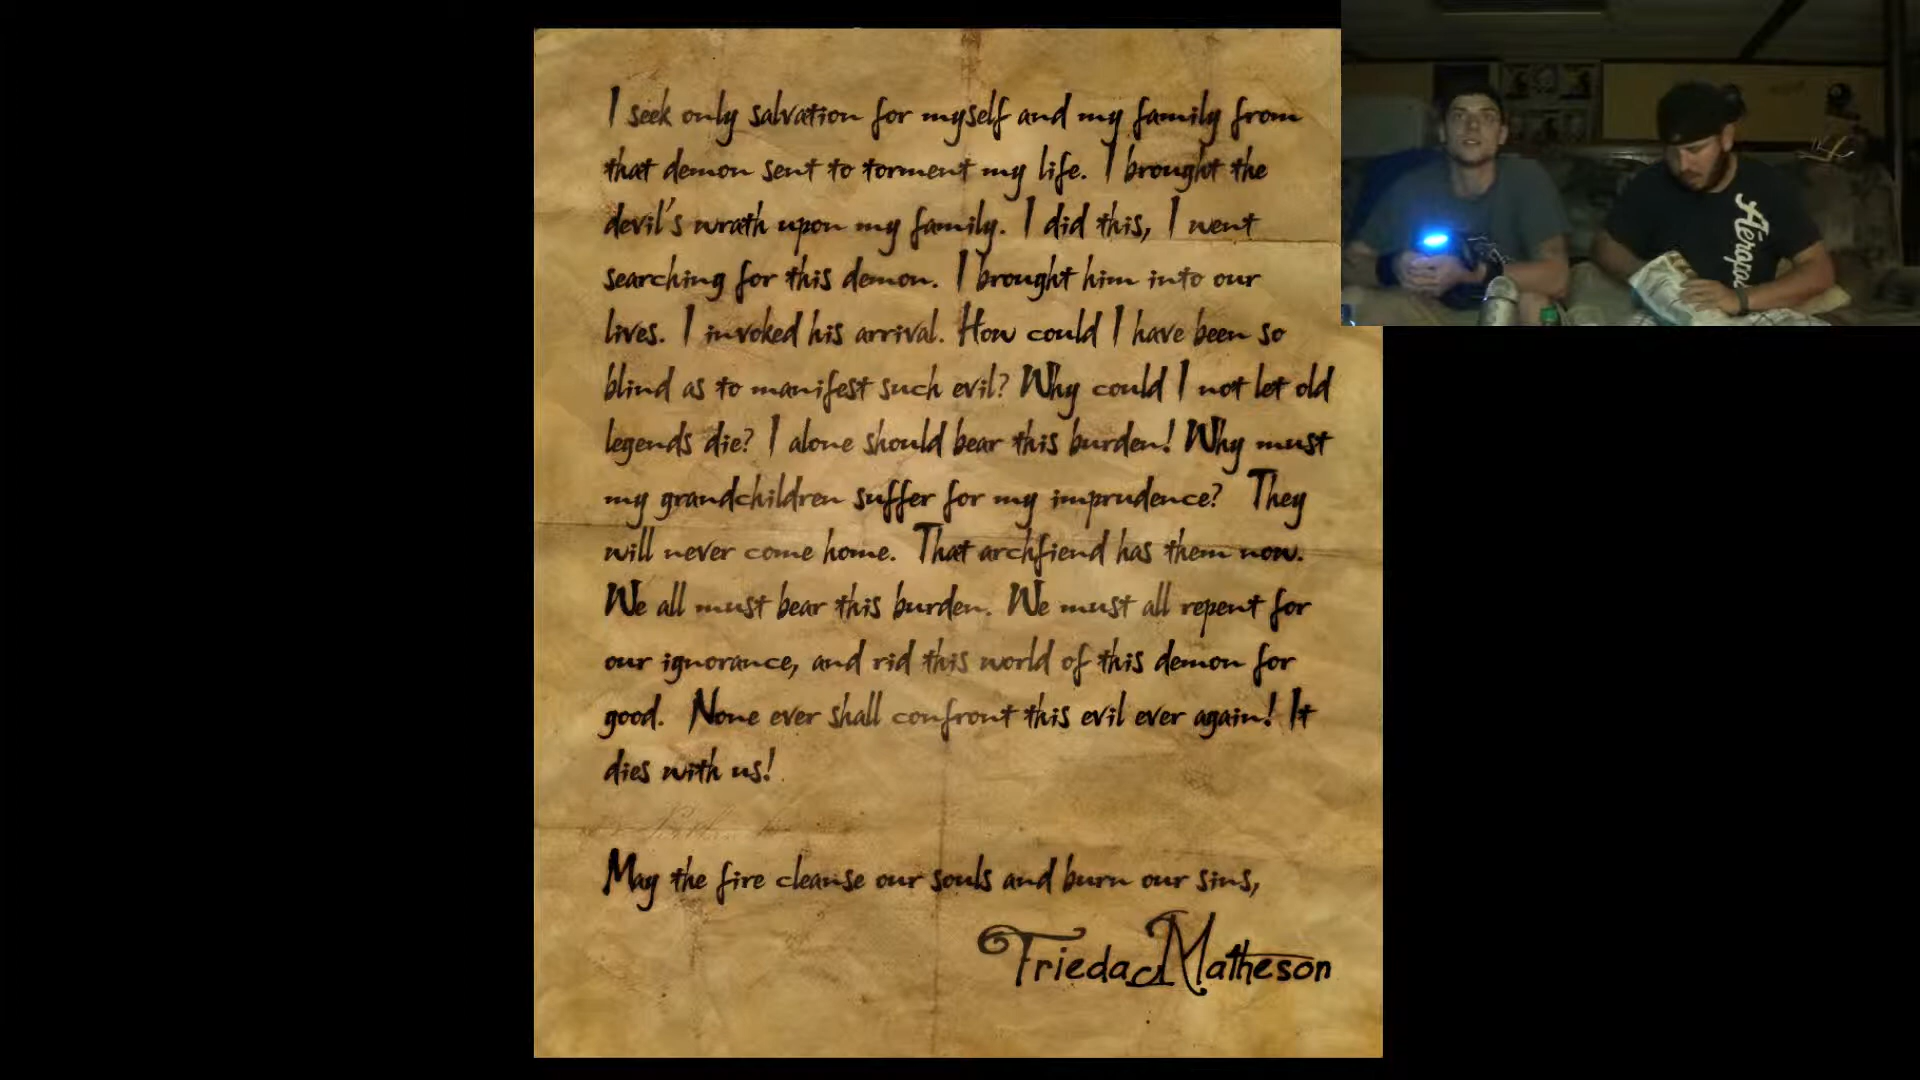 I seek only salvation for myself and my family from
that demon sent to torment my life. I brought the
devil's wrath upon my family. I did this, I went
searching for this demon. I brought him into our
lives. I invoked his arrival. How could I have been so
blind as to manifest such evil? Why could I not let old
legends die? I alone should bear this burden! Why must
my grandchildren suffer for my imprudence? They
will never come home. That archfiend has them now.
We all must bear this burden. We must all repent for
our ignorance, and rid this world of this demon for
good. None ever shall confront this evil ever again! It
dies with us!
May the fire cleanse our souls and burn our sins,
Frieda Matheson